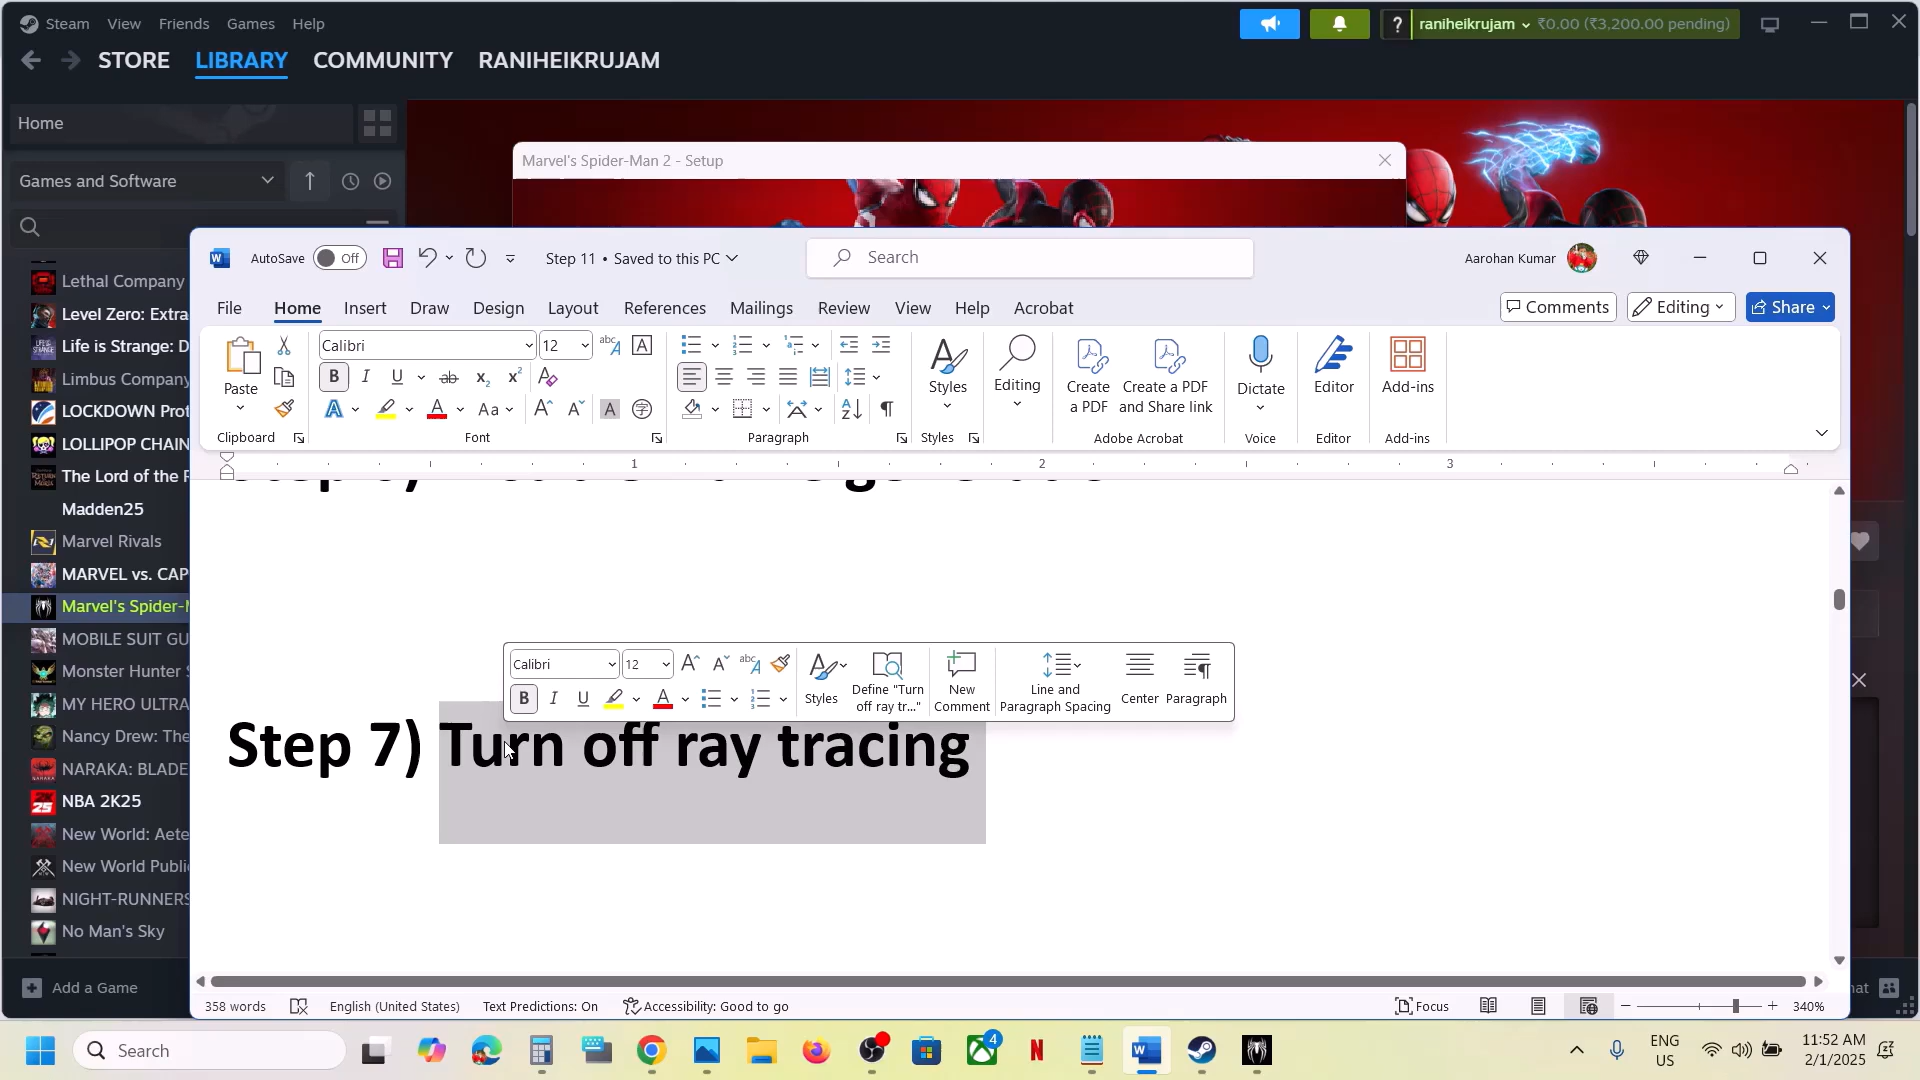 Steam View Friends Games Help
raniheikrujam ₹0.00 (₹3,200.00 pending)
STORE LIBRARY COMMUNITY RANIHEIKRUJAM
Home
Games and Software
Marvel's Spider-Man 2 - Setup
Lethal Company
Level Zero: Extra
Life is Strange: D
Limbus Company
LOCKDOWN Prot
LOLLIPOP CHAIN
The Lord of the R
Madden25
Marvel Rivals
MARVEL vs. CAP
Marvel's Spider-M
MOBILE SUIT GU
Monster Hunter S
MY HERO ULTRA
Nancy Drew: The
NARAKA: BLADE
NBA 2K25
New World: Aete
New World Public
NIGHT-RUNNERS
No Man's Sky
Add a Game
AutoSave Off Step 11 • Saved to this PC Search Aarohan Kumar
File Home Insert Draw Design Layout References Mailings Review View Help Acrobat Comments Editing Share
Paste Calibri 12
Clipboard Font Paragraph
Styles Editing Create a PDF Create a PDF and Share link Dictate Editor Add-ins
Styles Adobe Acrobat Voice Editor Add-ins
1 2 3
Calibri 12
Styles Define "Turn off ray tr..." New Comment Line and Paragraph Spacing Center Paragraph
Step 7) Turn off ray tracing
358 words English (United States) Text Predictions: On Accessibility: Good to go Focus 340%
Search
4
ENG
US
11:52 AM
2/1/2025